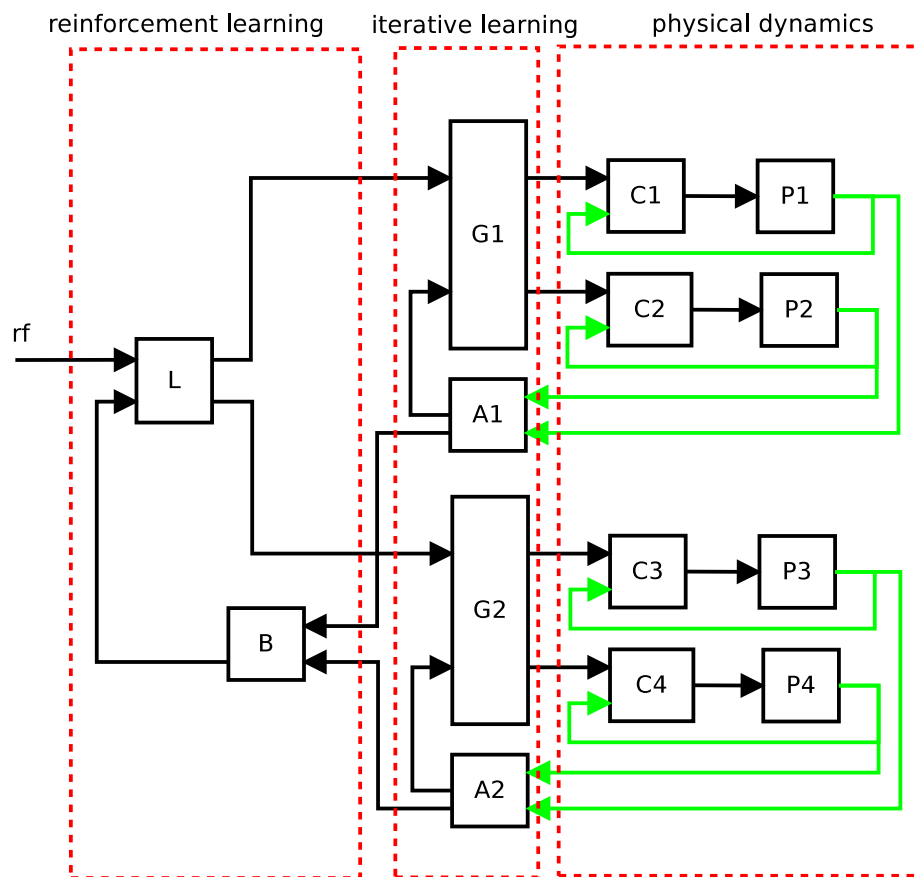 reinforcement learning
iterative learning
physical dynamics
rf
L
B
G1
A1
G2
A2
C1
P1
C2
P2
C3
P3
C4
P4